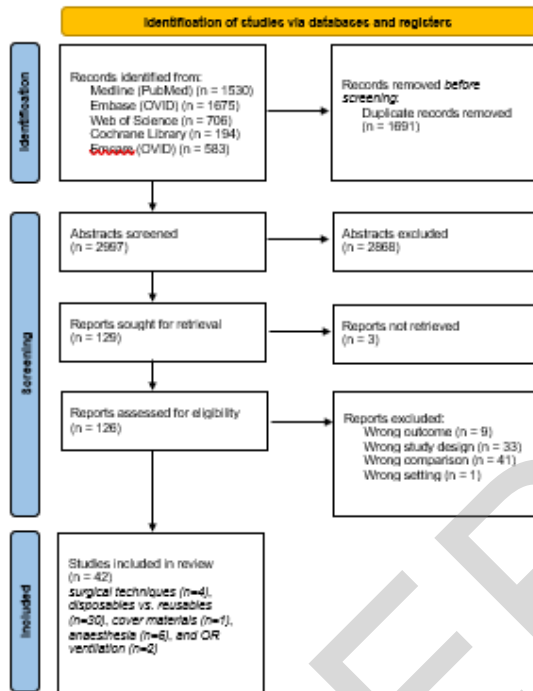 Identification of studies via databases and registers
Identification
Records identified from:
Medline (PubMed) (n = 1530)
Embase (OVID) (n = 1675)
Web of Science (n = 706)
Cochrane Library (n = 194)
Emcare (OVID) (n = 583)
Records removed before
screening:
Duplicate records removed
(n = 1691)
Screening
Abstracts screened
(n = 2997)
Abstracts excluded
(n = 2868)
Reports sought for retrieval
(n = 129)
Reports not retrieved
(n = 3)
Reports assessed for eligibility
(n = 126)
Reports excluded:
Wrong outcome (n = 9)
Wrong study design (n = 33)
Wrong comparison (n = 41)
Wrong setting (n = 1)
Included
Studies included in review
(n = 42)
surgical techniques (n=4),
disposables vs. reusables
(n=30), cover materials (n=1),
anaesthesia (n=6), and OR
ventilation (n=2)